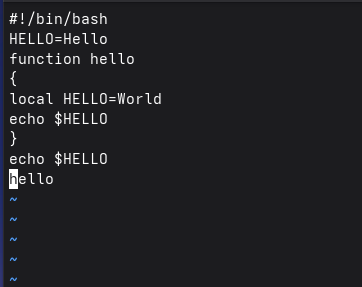 #!/bin/bash
HELLO=Hello
function hello
{
local HELLO=World
echo $HELLO
}
echo $HELLO
hello
~
~
~
~
~